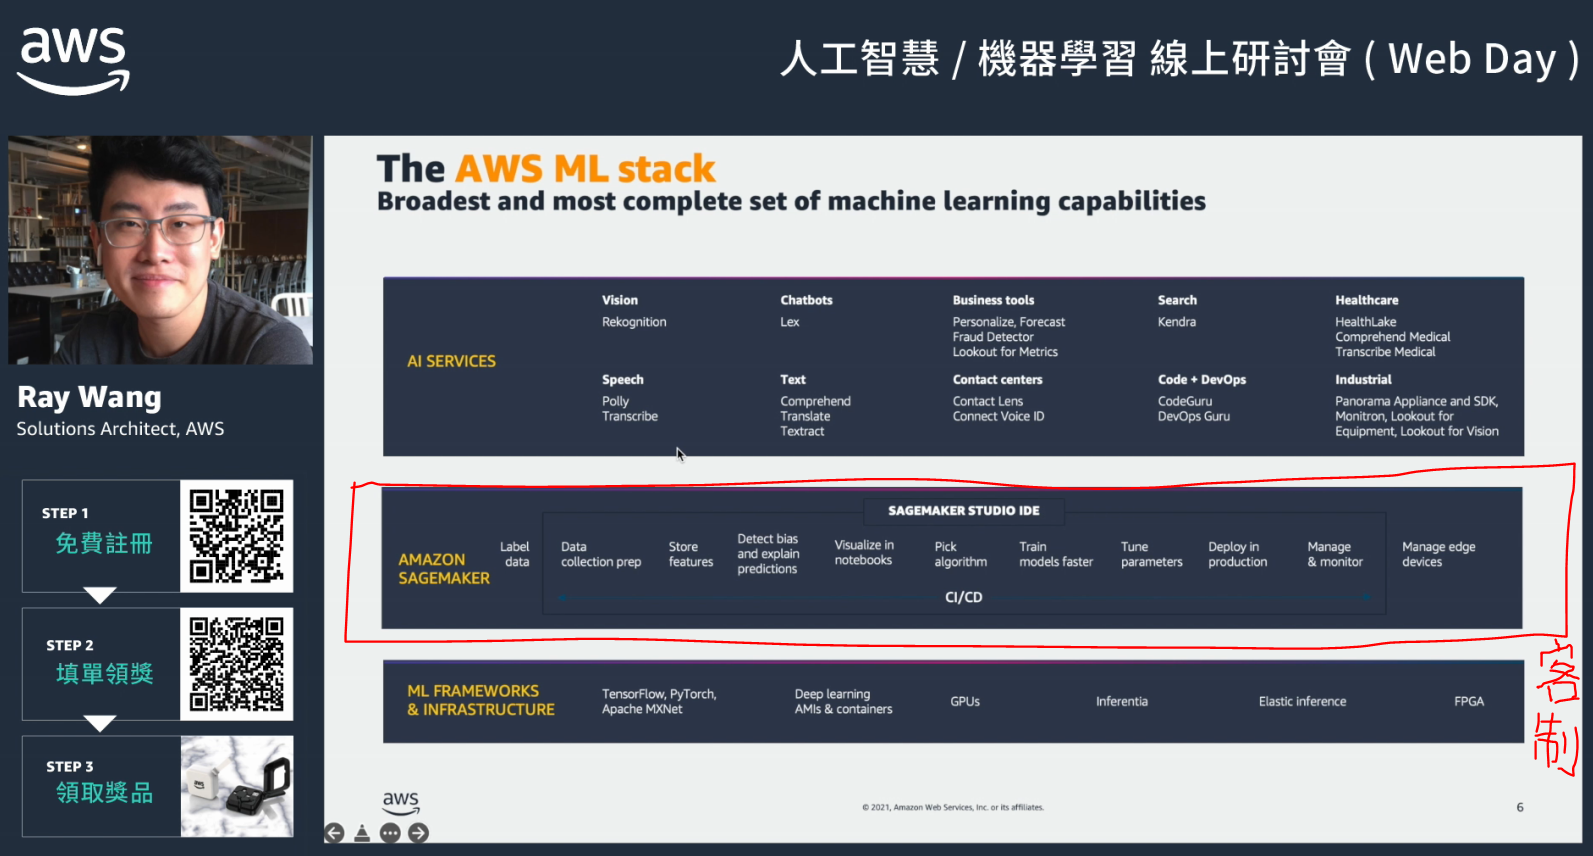 aws
人工智慧 / 機器學習 線上研討會 ( Web Day )
Ray Wang
Solutions Architect, AWS
STEP 1
免費註冊
STEP 2
填單領獎
STEP 3
領取獎品
aws
The AWS ML stack
Broadest and most complete set of machine learning capabilities
AI SERVICES
Vision
Rekognition
Chatbots
Lex
Business tools
Personalize, Forecast
Fraud Detector
Lookout for Metrics
Search
Kendra
Healthcare
HealthLake
Comprehend Medical
Transcribe Medical
Speech
Polly
Transcribe
Text
Comprehend
Translate
Textract
Contact centers
Contact Lens
Connect Voice ID
Code + DevOps
CodeGuru
DevOps Guru
Industrial
Panorama Appliance and SDK,
Monitron, Lookout for
Equipment, Lookout for Vision
AMAZON
SAGEMAKER
SAGEMAKER STUDIO IDE
Label
data
Data
collection prep
Store
features
Detect bias
and explain
predictions
Visualize in
notebooks
Pick
algorithm
Train
models faster
Tune
parameters
Deploy in
production
Manage
& monitor
Manage edge
devices
CI/CD
客制
ML FRAMEWORKS
& INFRASTRUCTURE
TensorFlow, PyTorch,
Apache MXNet
Deep learning
AMIs & containers
GPUs
Inferentia
Elastic inference
FPGA
aws
© 2021, Amazon Web Services, Inc. or its affiliates.
6